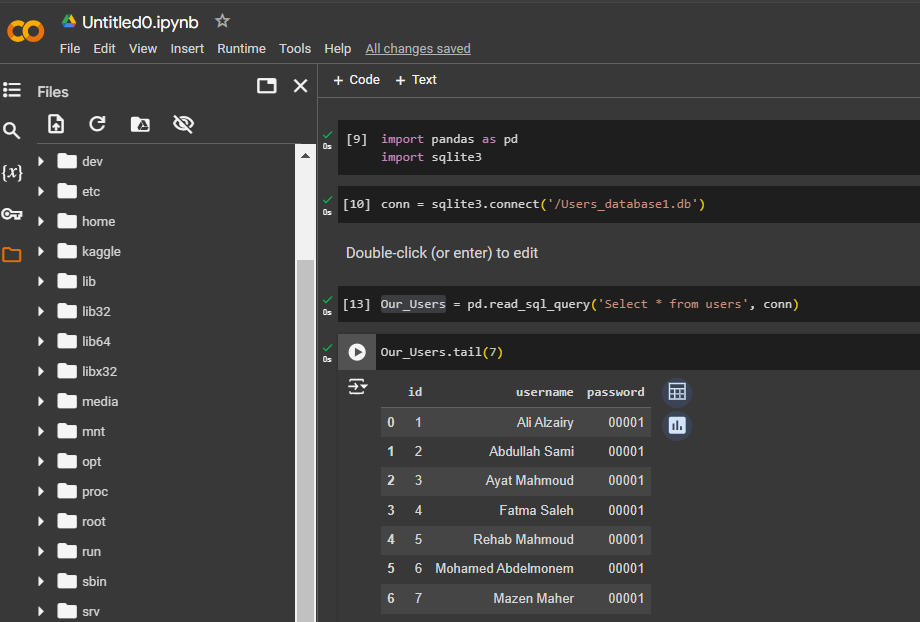 Untitled0.ipynb
File Edit View Insert Runtime Tools Help All changes saved
Files
+ Code + Text
{x}
dev
etc
home
kaggle
lib
lib32
lib64
libx32
media
mnt
opt
proc
root
run
sbin
srv
0s
[9] import pandas as pd
import sqlite3
0s
[10] conn = sqlite3.connect('/Users_database1.db')
Double-click (or enter) to edit
0s
[13] Our_Users = pd.read_sql_query('Select * from users', conn)
0s
Our_Users.tail(7)
id username password
0 1 Ali Alzairy 00001
1 2 Abdullah Sami 00001
2 3 Ayat Mahmoud 00001
3 4 Fatma Saleh 00001
4 5 Rehab Mahmoud 00001
5 6 Mohamed Abdelmonem 00001
6 7 Mazen Maher 00001